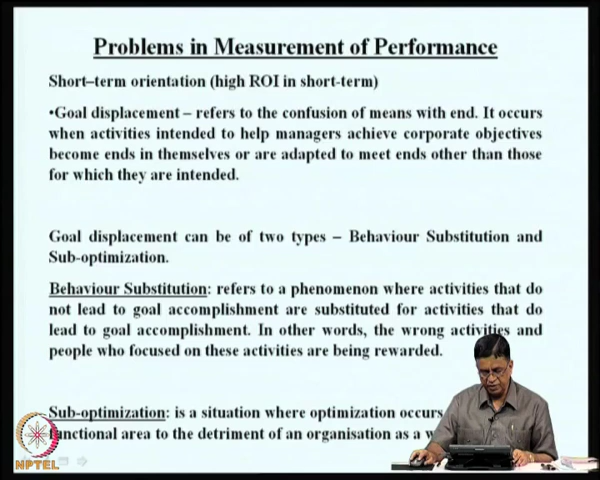 Problems in Measurement of Performance
Short–term orientation (high ROI in short-term)
•Goal displacement – refers to the confusion of means with end. It occurs
when activities intended to help managers achieve corporate objectives
become ends in themselves or are adapted to meet ends other than those
for which they are intended.
Goal displacement can be of two types – Behaviour Substitution and
Sub-optimization.
Behaviour Substitution: refers to a phenomenon where activities that do
not lead to goal accomplishment are substituted for activities that do
lead to goal accomplishment. In other words, the wrong activities and
people who focused on these activities are being rewarded.
Sub-optimization: is a situation where optimization occurs
functional area to the detriment of an organisation as a
NPTEL